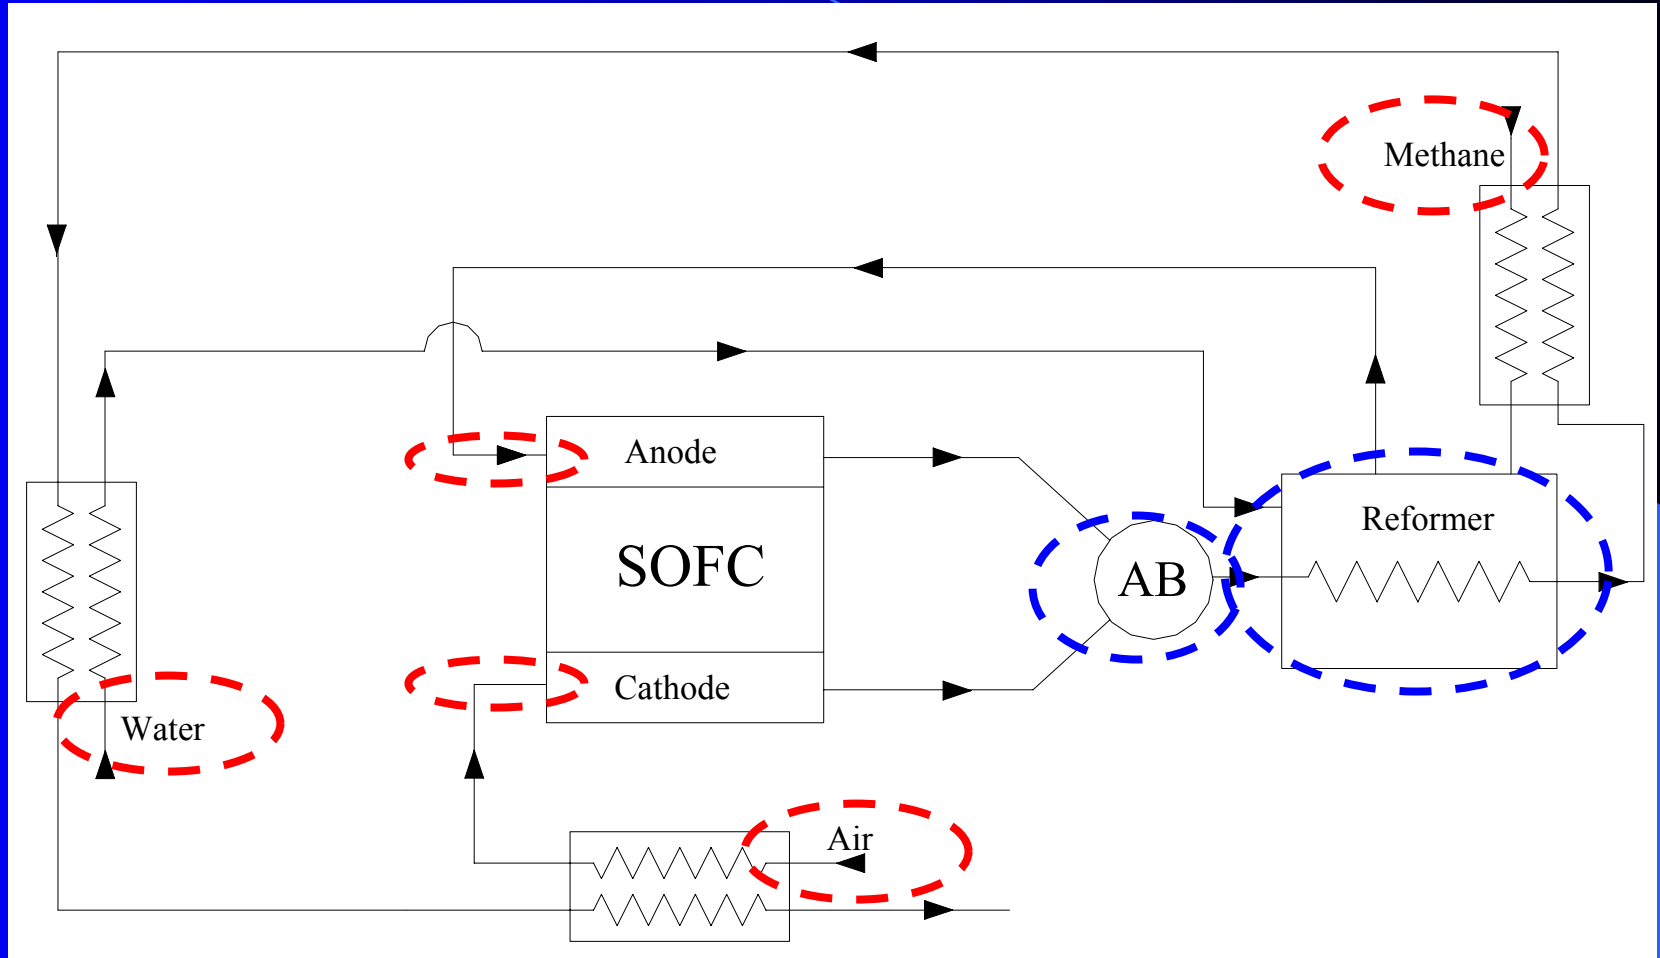 Methane
Anode
Reformer
SOFC
AB
Cathode
Water
Air